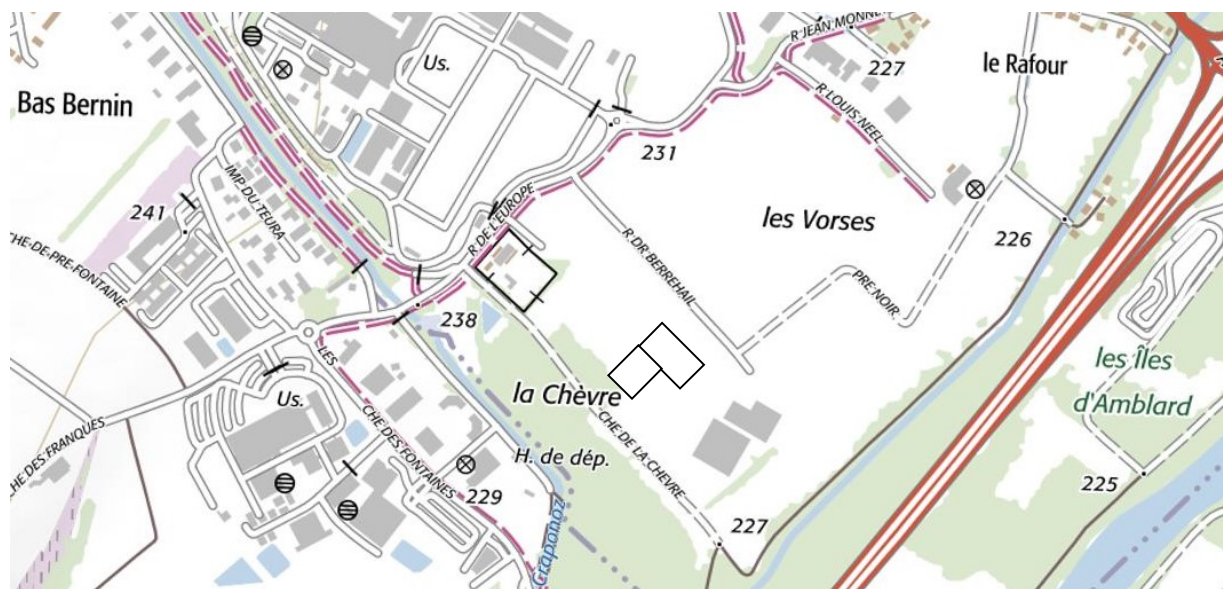 R JEAN MONNE
Us.
227
le Rafour
Bas Bernin
R LOUIS NEEL
231
IMP DU TEURA
241
R DE L'EUROPE
les Vorses
226
CHE-DE-PRE-FONTAINE
R DR BERREHAIL
PRE NOIR
238
LES
les Îles
d'Amblard
la Chèvre
Us.
CHE DES FONTAINES
CHE DE LA CHEVRE
CHE DES FRANQUES
H. de dép.
229
225
Craponoz
227